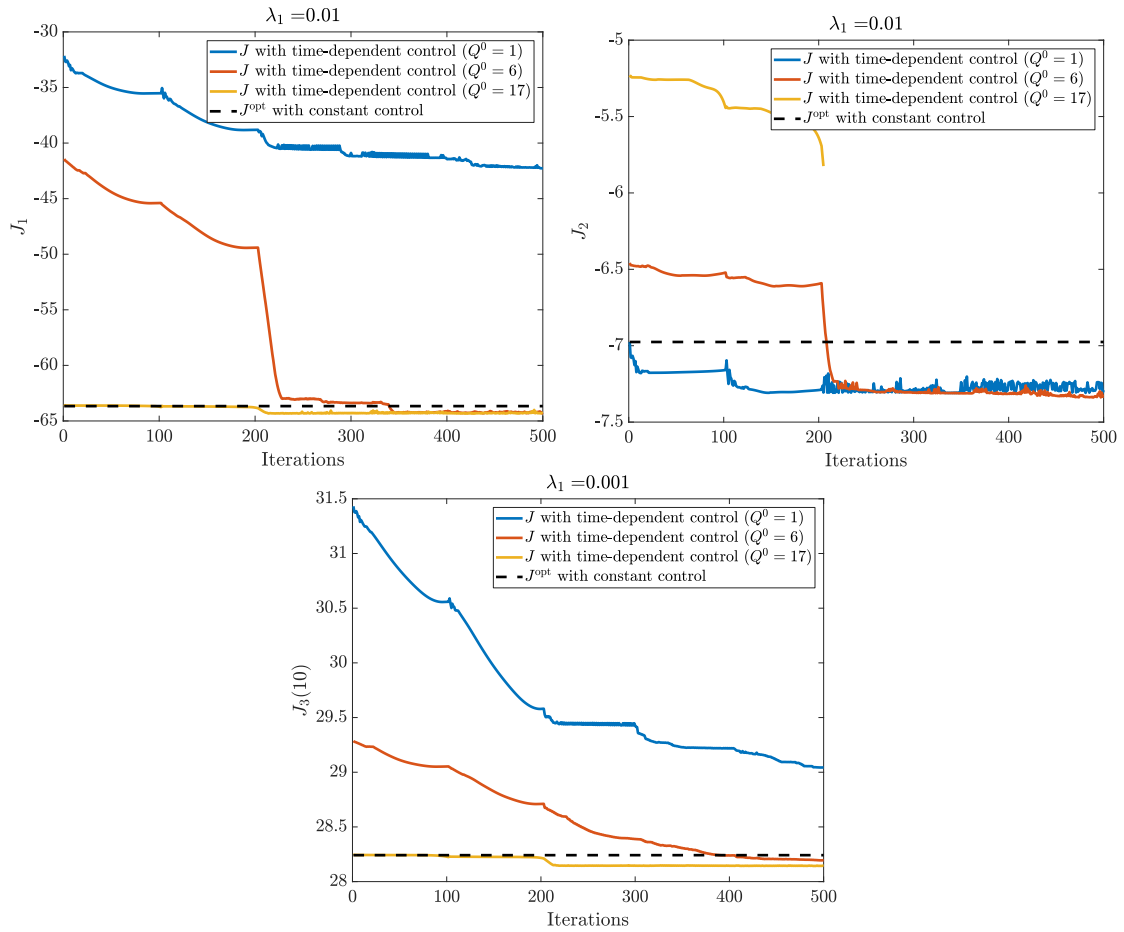 λ₁ =0.01
-30
-35
-40
-45
-50
-55
-60
-65
J₁
J with time-dependent control (Q⁰ = 1)
J with time-dependent control (Q⁰ = 6)
J with time-dependent control (Q⁰ = 17)
Jᵒᵖᵗ with constant control
0 100 200 300 400 500
Iterations
λ₁ =0.01
-5
-5.5
-6
-6.5
-7
-7.5
J₂
J with time-dependent control (Q⁰ = 1)
J with time-dependent control (Q⁰ = 6)
J with time-dependent control (Q⁰ = 17)
Jᵒᵖᵗ with constant control
0 100 200 300 400 500
Iterations
λ₁ =0.001
31.5
31
30.5
30
29.5
29
28.5
28
J₃(10)
J with time-dependent control (Q⁰ = 1)
J with time-dependent control (Q⁰ = 6)
J with time-dependent control (Q⁰ = 17)
Jᵒᵖᵗ with constant control
0 100 200 300 400 500
Iterations